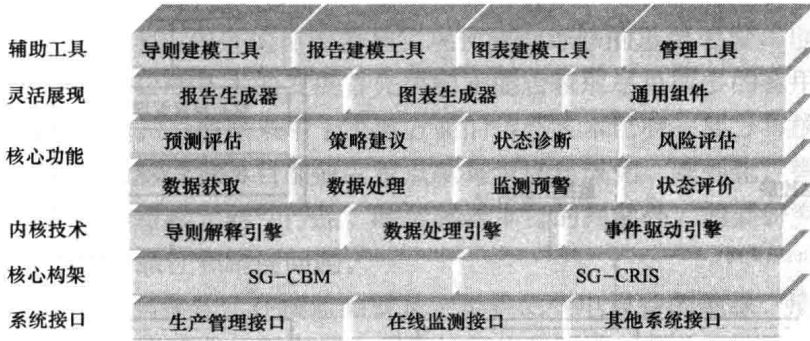 辅助工具 导则建模工具 报告建模工具 图表建模工具 管理工具
灵活展现 报告生成器 图表生成器 通用组件
核心功能 预测评估 策略建议 状态诊断 风险评估
数据获取 数据处理 监测预警 状态评价
内核技术 导则解释引擎 数据处理引擎 事件驱动引擎
核心构架 SG-CBM SG-CRIS
系统接口 生产管理接口 在线监测接口 其他系统接口